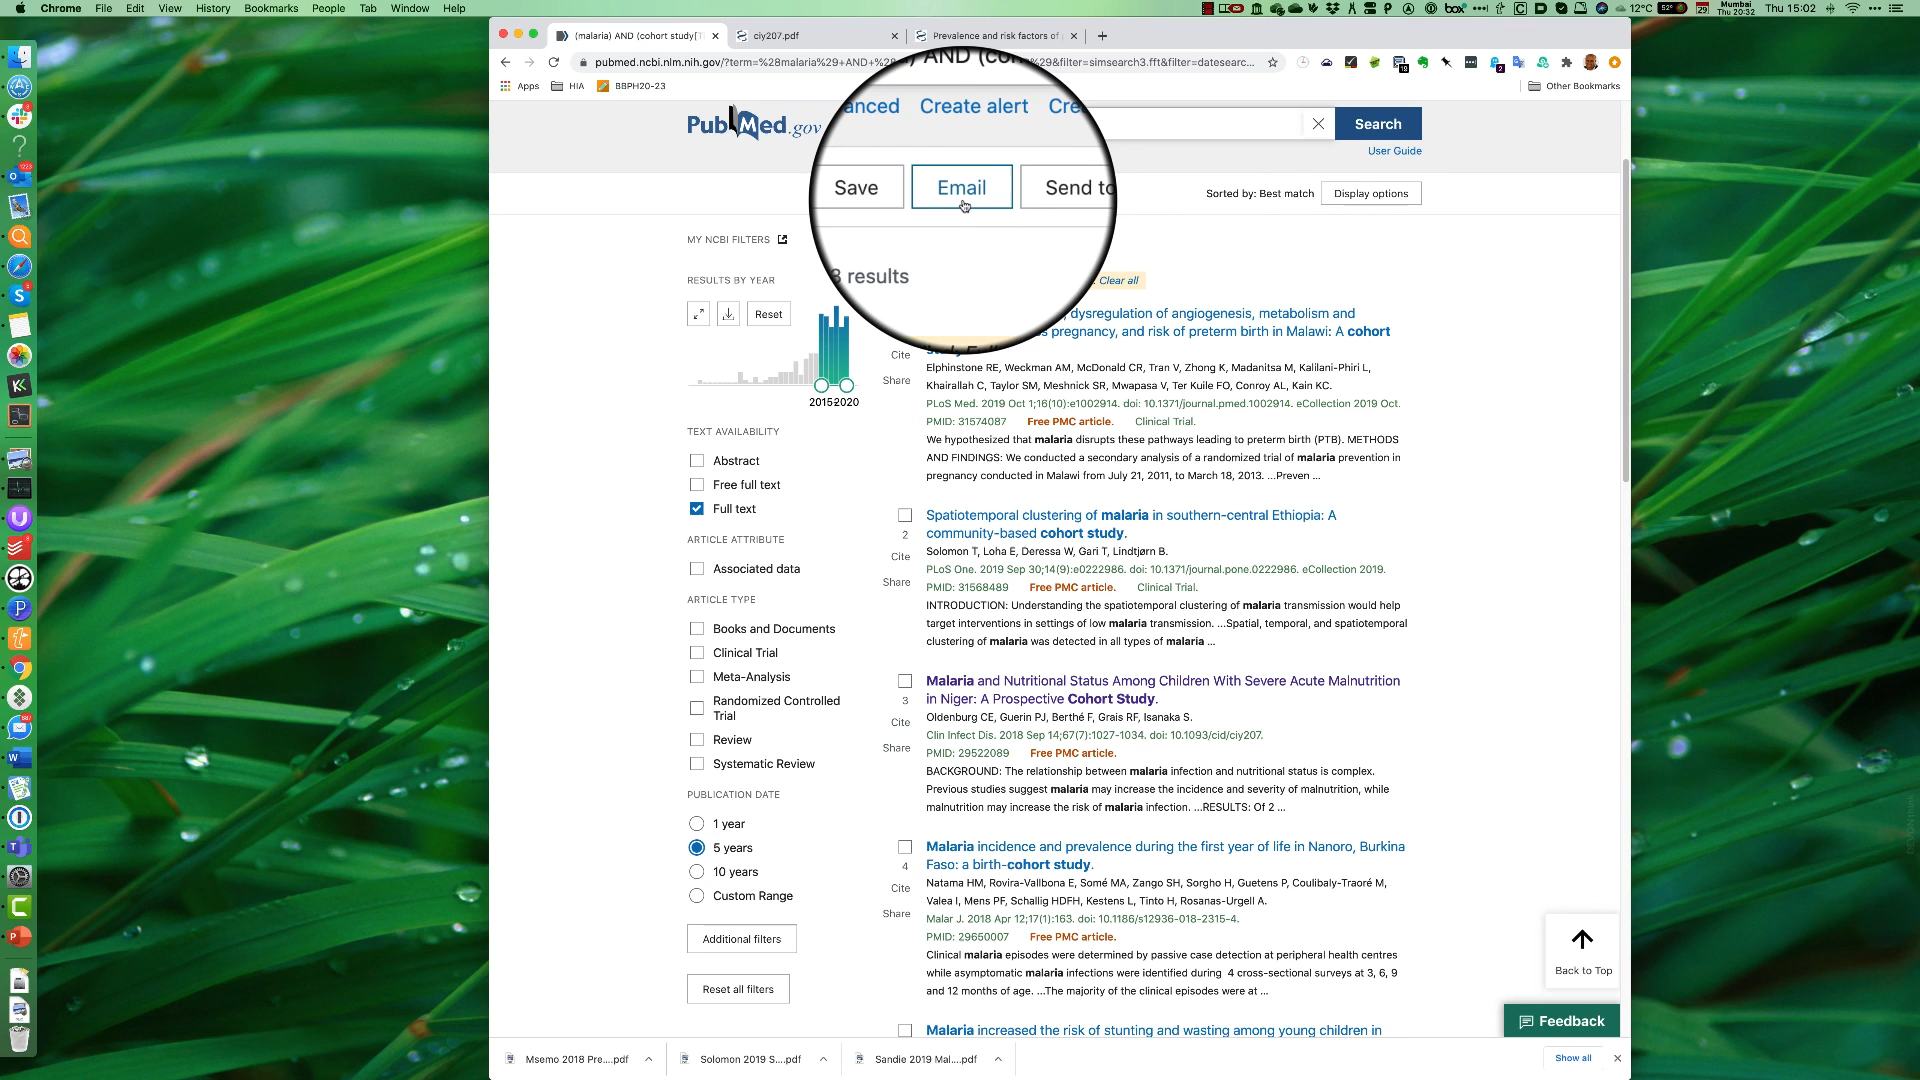 Chrome File Edit View History Bookmarks People Tab Window Help
box 12°C 52° 29 Mumbai Thu 20:32 Thu 15:02
(malaria) AND (cohort study[T
ciy207.pdf
Prevalence and risk factors of
pubmed.ncbi.nlm.nih.gov/?term=%28malaria%29+AND+%28
%29&filter=simsearch3.fft&filter=datesearc...
Apps HIA BBPH20-23 Other Bookmarks
) AND (co
PubMed.gov
anced Create alert Cre
Search
User Guide
Save Email Send to
Sorted by: Best match Display options
MY NCBI FILTERS
3 results
RESULTS BY YEAR
Clear all
Reset
2015 2020
TEXT AVAILABILITY
Abstract
Free full text
Full text
ARTICLE ATTRIBUTE
Associated data
ARTICLE TYPE
Books and Documents
Clinical Trial
Meta-Analysis
Randomized Controlled
Trial
Review
Systematic Review
PUBLICATION DATE
1 year
5 years
10 years
Custom Range
Additional filters
Reset all filters
, dysregulation of angiogenesis, metabolism and
s pregnancy, and risk of preterm birth in Malawi: A cohort
Cite
Share
Elphinstone RE, Weckman AM, McDonald CR, Tran V, Zhong K, Madanitsa M, Kalilani-Phiri L,
Khairallah C, Taylor SM, Meshnick SR, Mwapasa V, Ter Kuile FO, Conroy AL, Kain KC.
PLoS Med. 2019 Oct 1;16(10):e1002914. doi: 10.1371/journal.pmed.1002914. eCollection 2019 Oct.
PMID: 31574087 Free PMC article. Clinical Trial.
We hypothesized that malaria disrupts these pathways leading to preterm birth (PTB). METHODS
AND FINDINGS: We conducted a secondary analysis of a randomized trial of malaria prevention in
pregnancy conducted in Malawi from July 21, 2011, to March 18, 2013. ...Preven ...
2
Cite
Share
Spatiotemporal clustering of malaria in southern-central Ethiopia: A
community-based cohort study.
Solomon T, Loha E, Deressa W, Gari T, Lindtjørn B.
PLoS One. 2019 Sep 30;14(9):e0222986. doi: 10.1371/journal.pone.0222986. eCollection 2019.
PMID: 31568489 Free PMC article. Clinical Trial.
INTRODUCTION: Understanding the spatiotemporal clustering of malaria transmission would help
target interventions in settings of low malaria transmission. ...Spatial, temporal, and spatiotemporal
clustering of malaria was detected in all types of malaria ...
3
Cite
Share
Malaria and Nutritional Status Among Children With Severe Acute Malnutrition
in Niger: A Prospective Cohort Study.
Oldenburg CE, Guerin PJ, Berthé F, Grais RF, Isanaka S.
Clin Infect Dis. 2018 Sep 14;67(7):1027-1034. doi: 10.1093/cid/ciy207.
PMID: 29522089 Free PMC article.
BACKGROUND: The relationship between malaria infection and nutritional status is complex.
Previous studies suggest malaria may increase the incidence and severity of malnutrition, while
malnutrition may increase the risk of malaria infection. ...RESULTS: Of 2 ...
4
Cite
Share
Malaria incidence and prevalence during the first year of life in Nanoro, Burkina
Faso: a birth-cohort study.
Natama HM, Rovira-Vallbona E, Somé MA, Zango SH, Sorgho H, Guetens P, Coulibaly-Traoré M,
Valea I, Mens PF, Schallig HDFH, Kestens L, Tinto H, Rosanas-Urgell A.
Malar J. 2018 Apr 12;17(1):163. doi: 10.1186/s12936-018-2315-4.
PMID: 29650007 Free PMC article.
Clinical malaria episodes were determined by passive case detection at peripheral health centres
while asymptomatic malaria infections were identified during 4 cross-sectional surveys at 3, 6, 9
and 12 months of age. ...The majority of the clinical episodes were at ...
Malaria increased the risk of stunting and wasting among young children in
Back to Top
Feedback
Msemo 2018 Pre....pdf
Solomon 2019 S....pdf
Sandie 2019 Mal....pdf
Show all